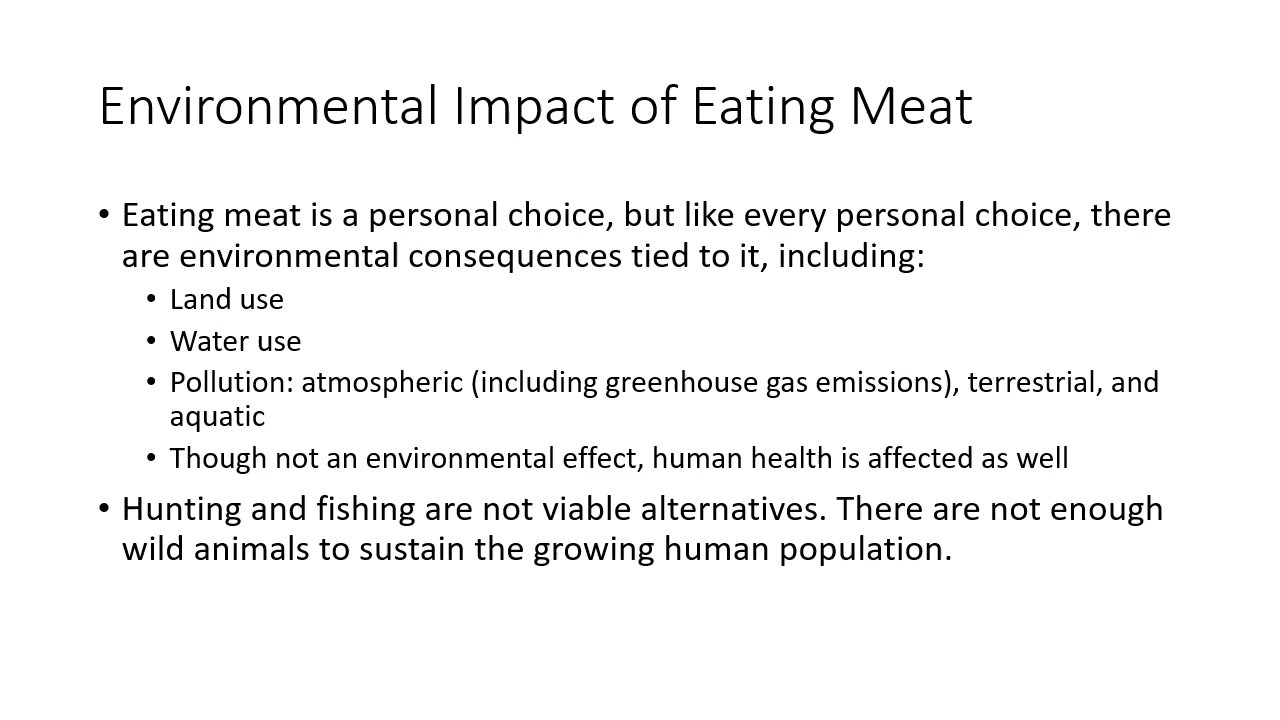 Environmental Impact of Eating Meat
• Eating meat is a personal choice, but like every personal choice, there
are environmental consequences tied to it, including:
• Land use
• Water use
• Pollution: atmospheric (including greenhouse gas emissions), terrestrial, and
aquatic
• Though not an environmental effect, human health is affected as well
• Hunting and fishing are not viable alternatives. There are not enough
wild animals to sustain the growing human population.